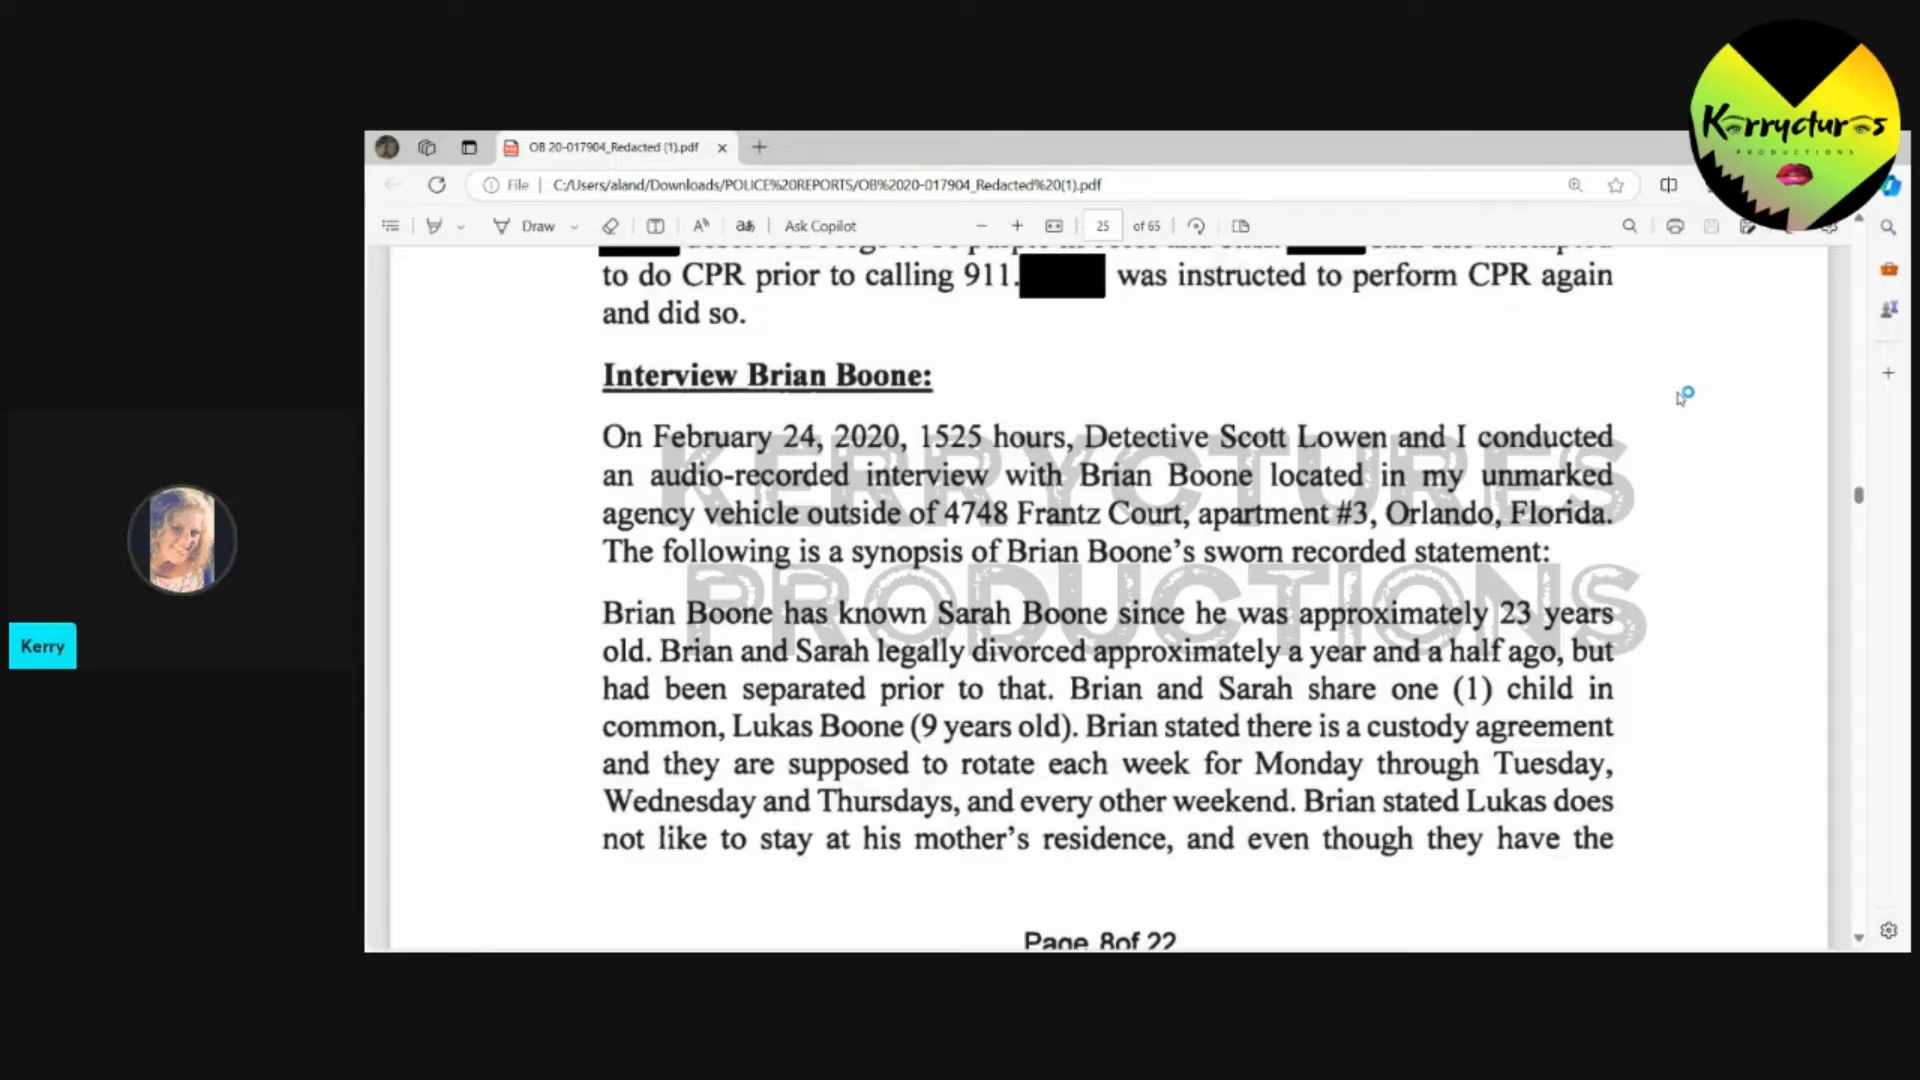 Kerryctures
PRODUCTIONS
OB 20-017904_Redacted (1).pdf
File C:/Users/aland/Downloads/POLICE%20REPORTS/OB%2020-017904_Redacted%20(1).pdf
Draw
Ask Copilot
25 of 65
to do CPR prior to calling 911. was instructed to perform CPR again
and did so.
Interview Brian Boone:
On February 24, 2020, 1525 hours, Detective Scott Lowen and I conducted
an audio-recorded interview with Brian Boone located in my unmarked
agency vehicle outside of 4748 Frantz Court, apartment #3, Orlando, Florida.
The following is a synopsis of Brian Boone's sworn recorded statement:
Brian Boone has known Sarah Boone since he was approximately 23 years
old. Brian and Sarah legally divorced approximately a year and a half ago, but
had been separated prior to that. Brian and Sarah share one (1) child in
common, Lukas Boone (9 years old). Brian stated there is a custody agreement
and they are supposed to rotate each week for Monday through Tuesday,
Wednesday and Thursdays, and every other weekend. Brian stated Lukas does
not like to stay at his mother's residence, and even though they have the
Page 8of 22
KERRYCTURES
PRODUCTIONS
Kerry